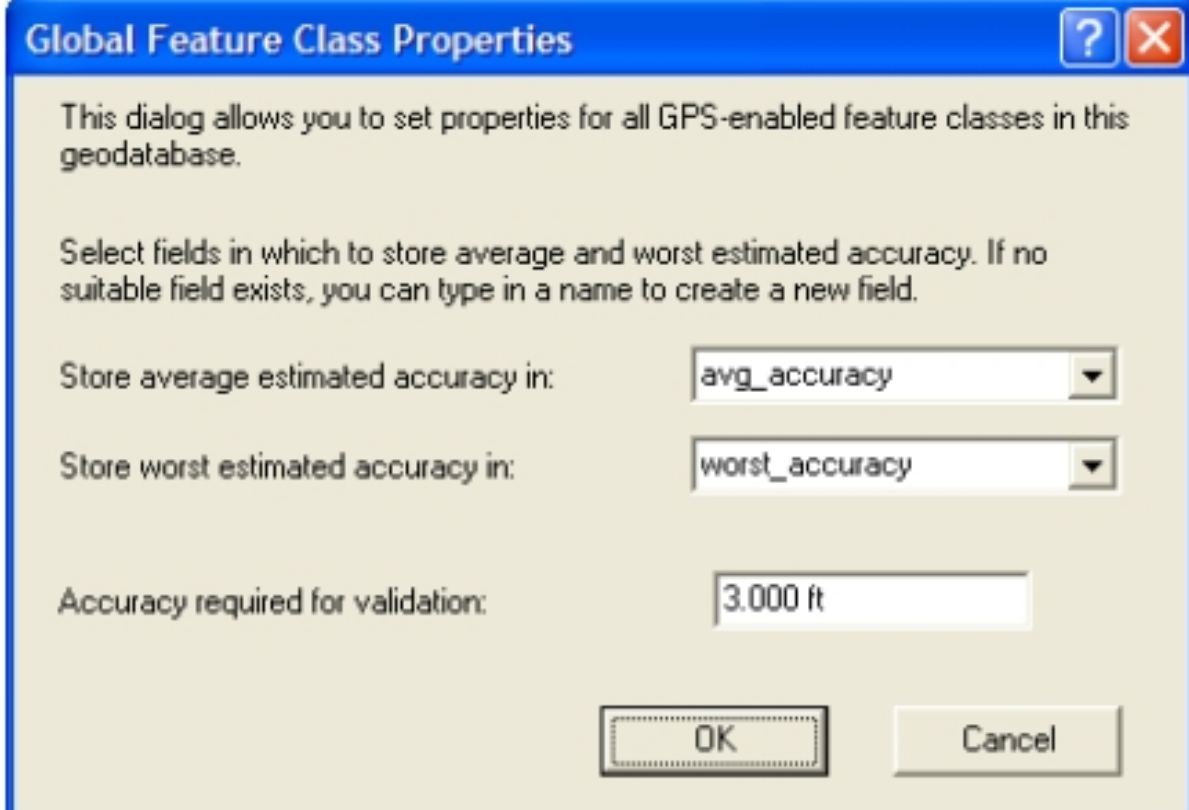 Global Feature Class Properties
This dialog allows you to set properties for all GPS-enabled feature classes in this
geodatabase.
Select fields in which to store average and worst estimated accuracy. If no
suitable field exists, you can type in a name to create a new field.
Store average estimated accuracy in: avg_accuracy
Store worst estimated accuracy in: worst_accuracy
Accuracy required for validation: 3.000 ft
OK Cancel